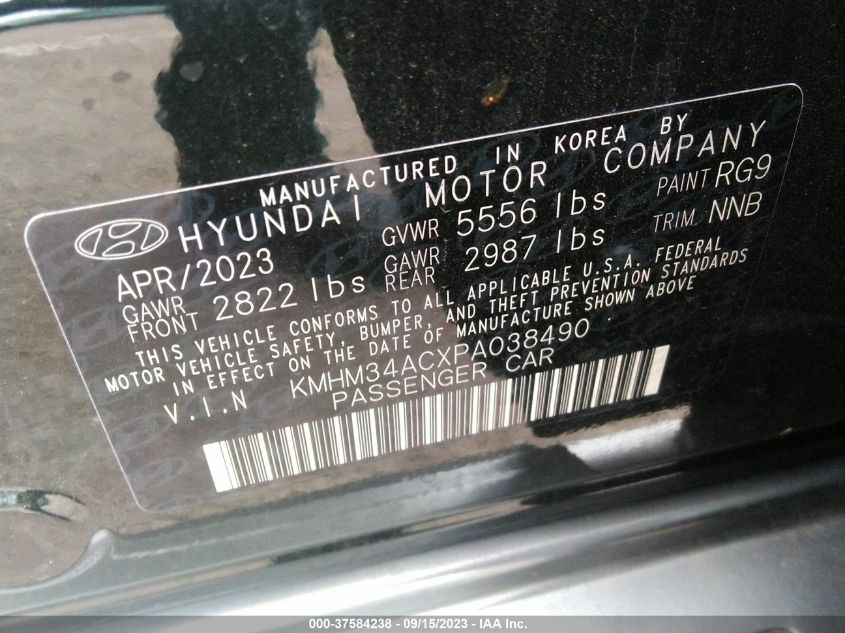 MANUFACTURED IN KOREA BY
HYUNDAI MOTOR COMPANY
APR/2023 GVWR 5556 lbs PAINT RG9
GAWR FRONT 2822 lbs GAWR REAR 2987 lbs TRIM NNB
THIS VEHICLE CONFORMS TO ALL APPLICABLE U.S.A. FEDERAL
MOTOR VEHICLE SAFETY, BUMPER, AND THEFT PREVENTION STANDARDS
IN EFFECT ON THE DATE OF MANUFACTURE SHOWN ABOVE
V.I.N KMHM34ACXPA038490
PASSENGER CAR
000-37584238 - 09/15/2023 - IAA Inc.